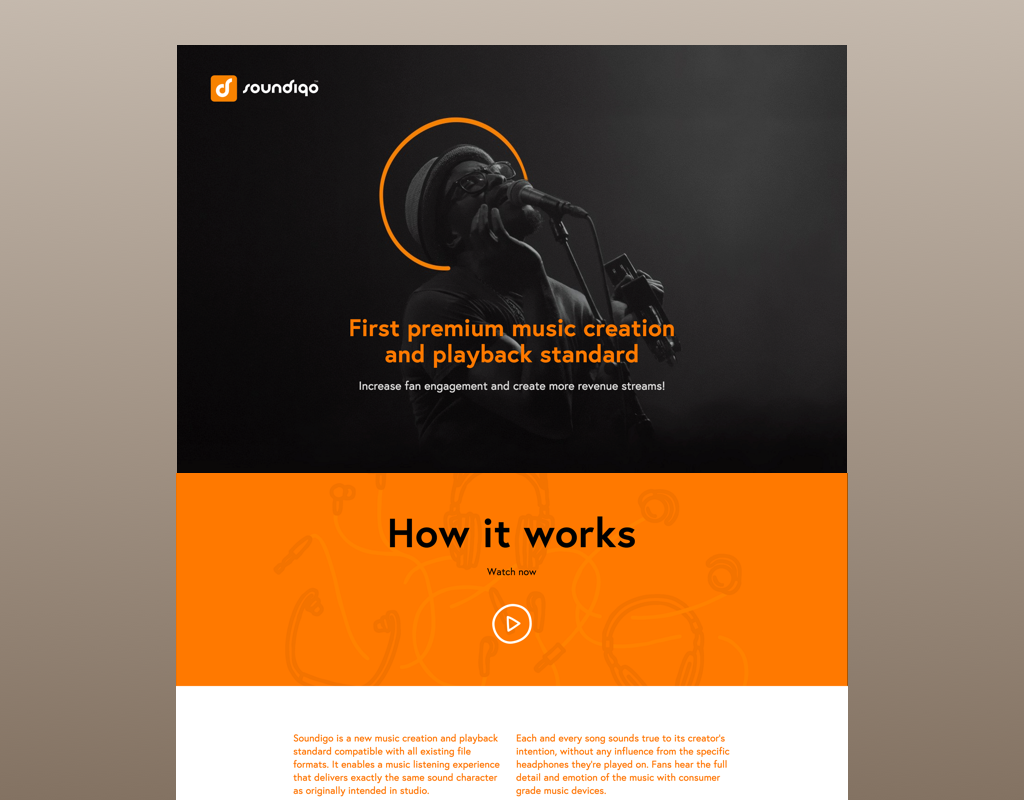 soundiqo™
First premium music creation
and playback standard
Increase fan engagement and create more revenue streams!
How it works
Watch now
Soundiqo is a new music creation and playback
standard compatible with all existing file
formats. It enables a music listening experience
that delivers exactly the same sound character
as originally intended in studio.
Each and every song sounds true to its creator's
intention, without any influence from the specific
headphones they're played on. Fans hear the full
detail and emotion of the music with consumer
grade music devices.